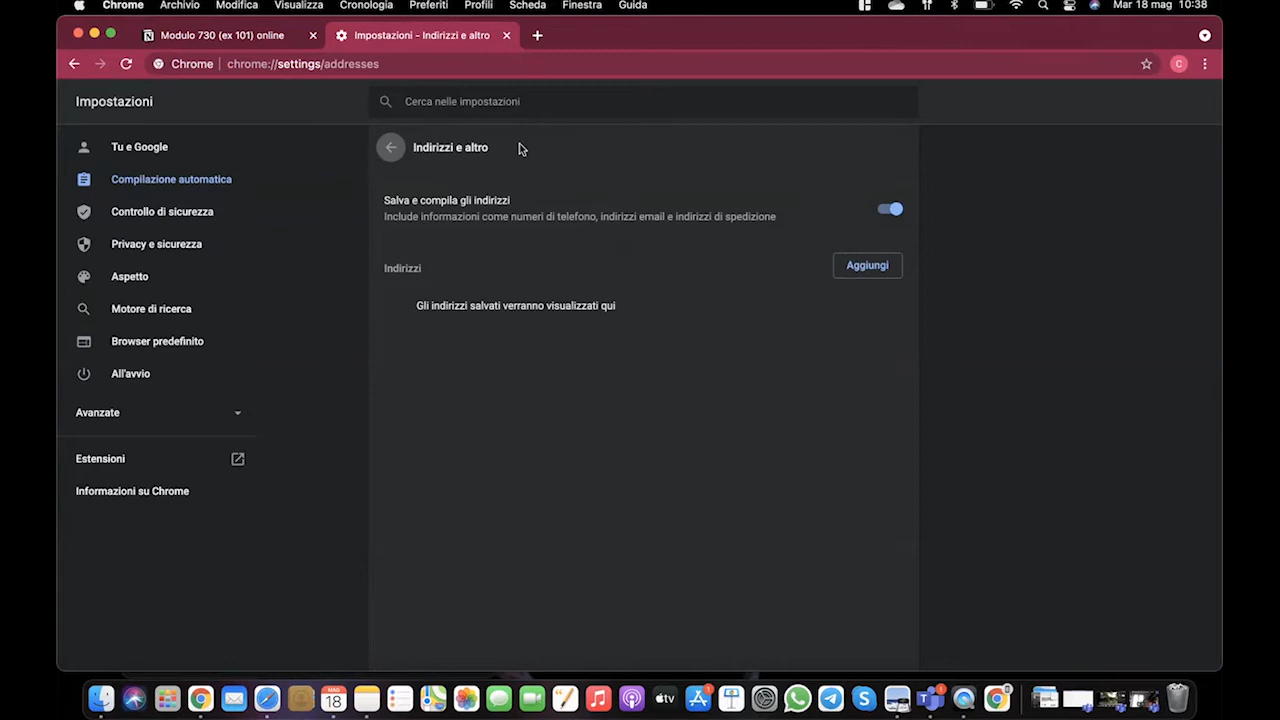 Chrome Archivio Modifica Visualizza Cronologia Preferiti Profili Scheda Finestra Guida Mar 18 mag 10:38
Modulo 730 (ex 101) online Impostazioni - Indirizzi e altro
Chrome chrome://settings/addresses C
Impostazioni
Cerca nelle impostazioni
Tu e Google
Compilazione automatica
Controllo di sicurezza
Privacy e sicurezza
Aspetto
Motore di ricerca
Browser predefinito
All'avvio
Avanzate
Estensioni
Informazioni su Chrome
Indirizzi e altro
Salva e compila gli indirizzi
Include informazioni come numeri di telefono, indirizzi email e indirizzi di spedizione
Indirizzi Aggiungi
Gli indirizzi salvati verranno visualizzati qui
MAG
18 tv 1 1